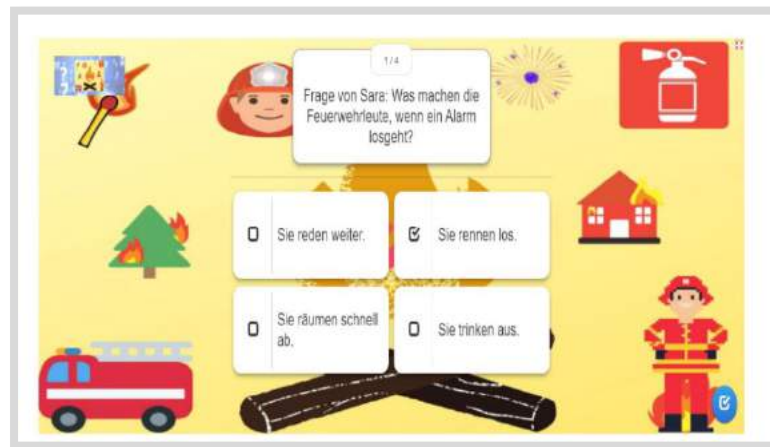 1/4
Frage von Sara: Was machen die
Feuerwehrleute, wenn ein Alarm
losgeht?
Sie reden weiter.
Sie rennen los.
Sie räumen schnell
ab.
Sie trinken aus.